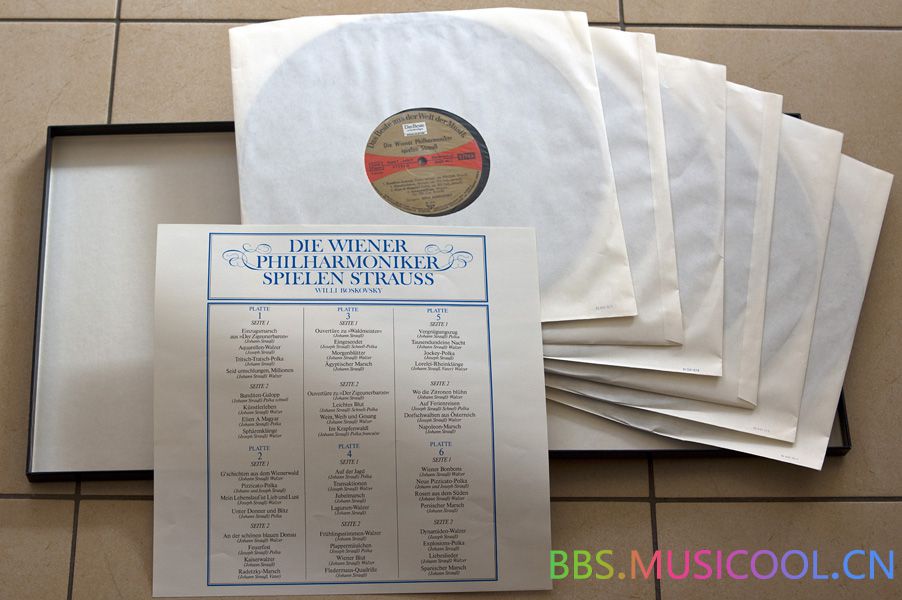 Das Beste aus der Welt der Musik
Das Beste
Die Wiener Philharmoniker
spielen Strauß
DIE WIENER
PHILHARMONIKER
SPIELEN STRAUSS
WILLI BOSKOVSKY
PLATTE
1
SEITE 1
Einzugsmarsch
aus »Der Zigeunerbaron«
(Johann Strauß)
Aquarellen-Walzer
(Josef Strauß)
Tritsch-Tratsch-Polka
(Johann Strauß)
Seid umschlungen, Millionen
(Johann Strauß) Walzer
SEITE 2
Banditen-Galopp
(Johann Strauß) Polka schnell
Künstlerleben
(Johann Strauß) Walzer
Eljen A Magyar
(Johann Strauß) Polka
Sphärenklänge
(Joseph Strauß) Walzer
PLATTE
2
SEITE 1
G'schichten aus dem Wienerwald
(Johann Strauß) Walzer
Pizzicato-Polka
(Johann und Joseph Strauß)
Mein Lebenslauf ist Lieb und Lust
(Joseph Strauß) Walzer
Unter Donner und Blitz
(Johann Strauß) Polka
SEITE 2
An der schönen blauen Donau
(Johann Strauß) Walzer
Feuerfest
(Joseph Strauß) Polka
Kaiserwalzer
(Johann Strauß)
Radetzky-Marsch
(Johann Strauß, Vater)
PLATTE
3
SEITE 1
Ouvertüre zu »Waldmeister«
(Johann Strauß)
Eingesendet
(Joseph Strauß) Schnell-Polka
Morgenblätter
(Johann Strauß) Walzer
Ägyptischer Marsch
(Johann Strauß)
SEITE 2
Ouvertüre zu »Der Zigeunerbaron«
(Johann Strauß)
Leichtes Blut
(Johann Strauß) Schnell-Polka
Wein, Weib und Gesang
(Johann Strauß) Walzer
Im Krapfenwaldl
(Johann Strauß) Polka française
PLATTE
4
SEITE 1
Auf der Jagd
(Johann Strauß) Polka
Transaktionen
(Joseph Strauß) Walzer
Jubelmarsch
(Johann Strauß)
Lagunen-Walzer
(Johann Strauß)
SEITE 2
Frühlingsstimmen-Walzer
(Johann Strauß)
Plappermäulchen
(Joseph Strauß) Polka
Wiener Blut
(Johann Strauß) Walzer
Fledermaus-Quadrille
(Johann Strauß)
PLATTE
5
SEITE 1
Vergnügungszug
(Johann Strauß) Polka
Tausendundeine Nacht
(Johann Strauß) Walzer
Jockey-Polka
(Joseph Strauß)
Lorelei-Rheinklänge
(Johann Strauß, Vater) Walzer
SEITE 2
Wo die Zitronen blühn
(Johann Strauß) Walzer
Auf Ferienreisen
(Joseph Strauß) Schnell-Polka
Dorfschwalben aus Österreich
(Joseph Strauß) Walzer
Napoleon-Marsch
(Johann Strauß)
PLATTE
6
SEITE 1
Wiener Bonbons
(Johann Strauß) Walzer
Neue Pizzicato-Polka
(Johann Strauß)
Rosen aus dem Süden
(Johann Strauß) Walzer
Persischer Marsch
(Johann Strauß)
SEITE 2
Dynamiden-Walzer
(Joseph Strauß)
Explosions-Polka
(Johann Strauß)
Liebeslieder
(Johann Strauß) Walzer
Spanischer Marsch
(Johann Strauß)
BBS.MUSICOOL.CN